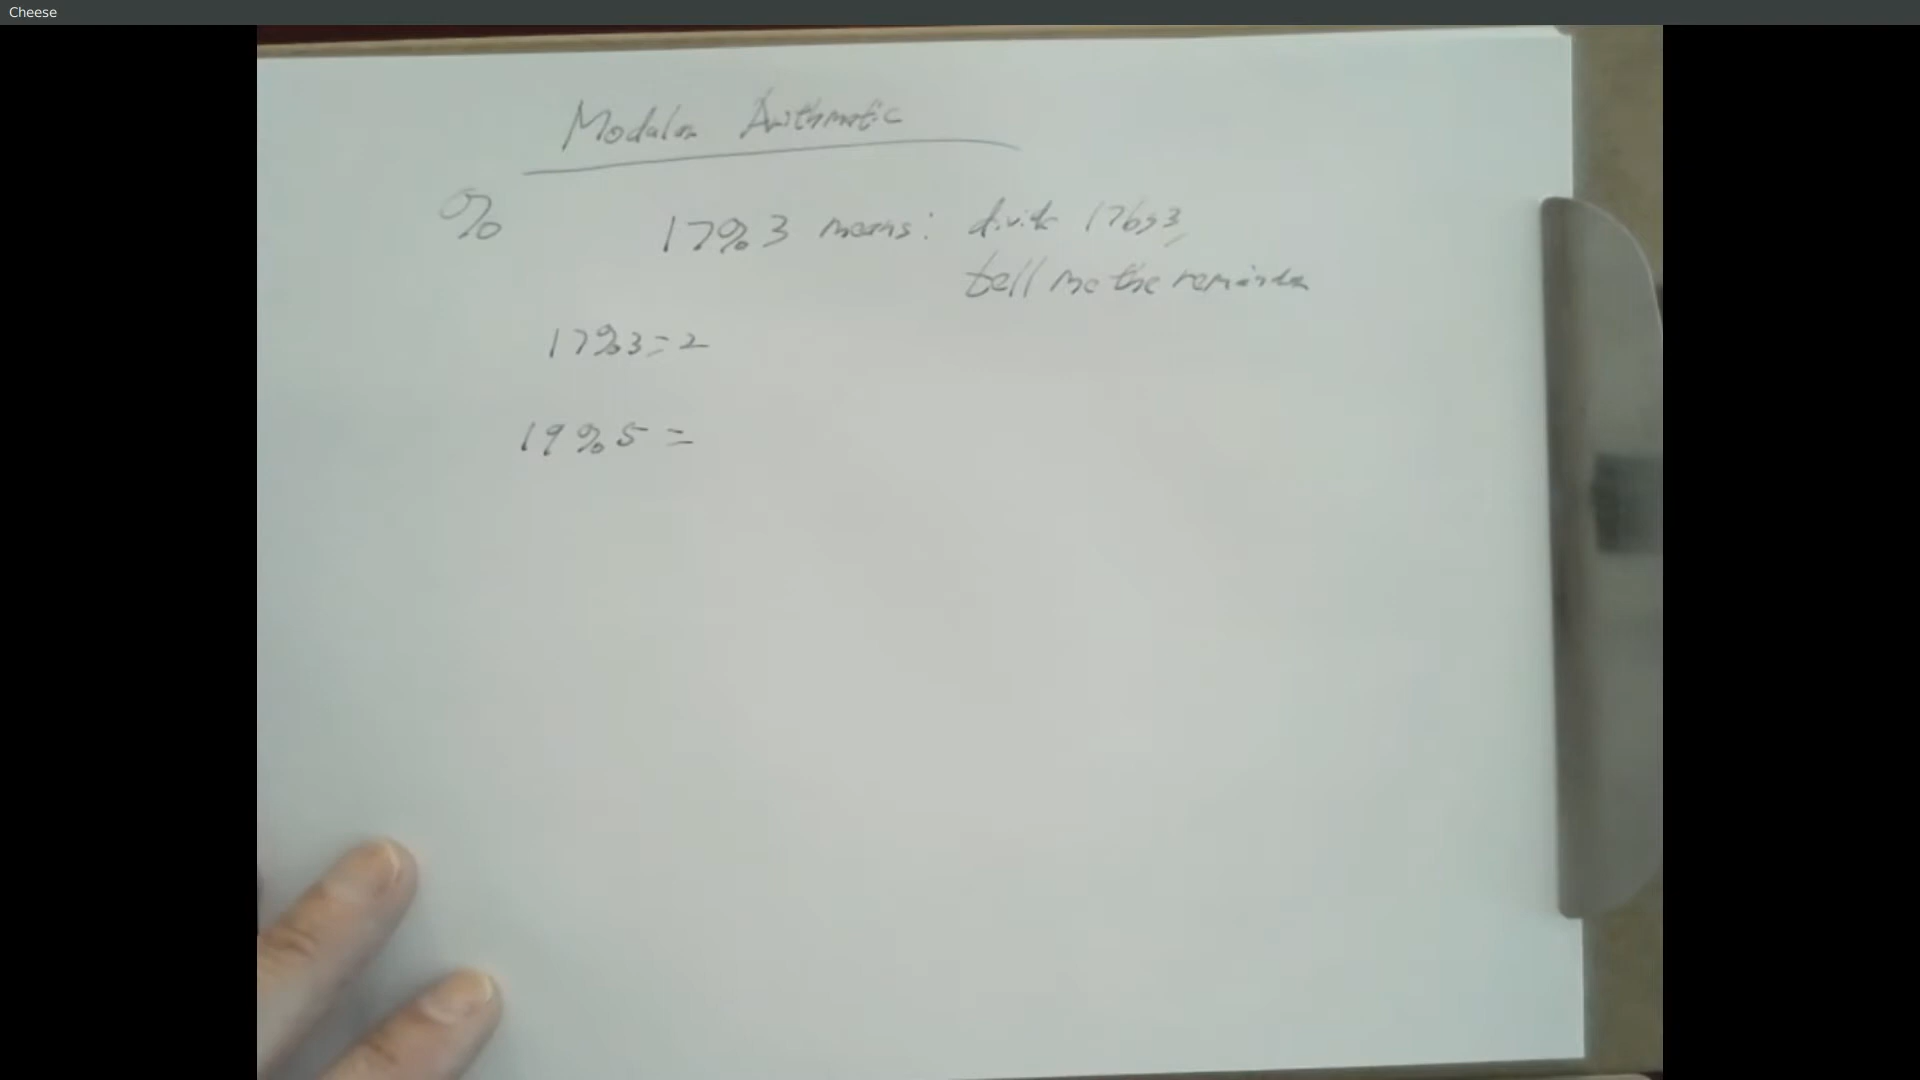 Cheese
Modular Arithmetic
% 17%3 means: divide 17 by 3,
tell me the remainder
17%3=2
19%5=